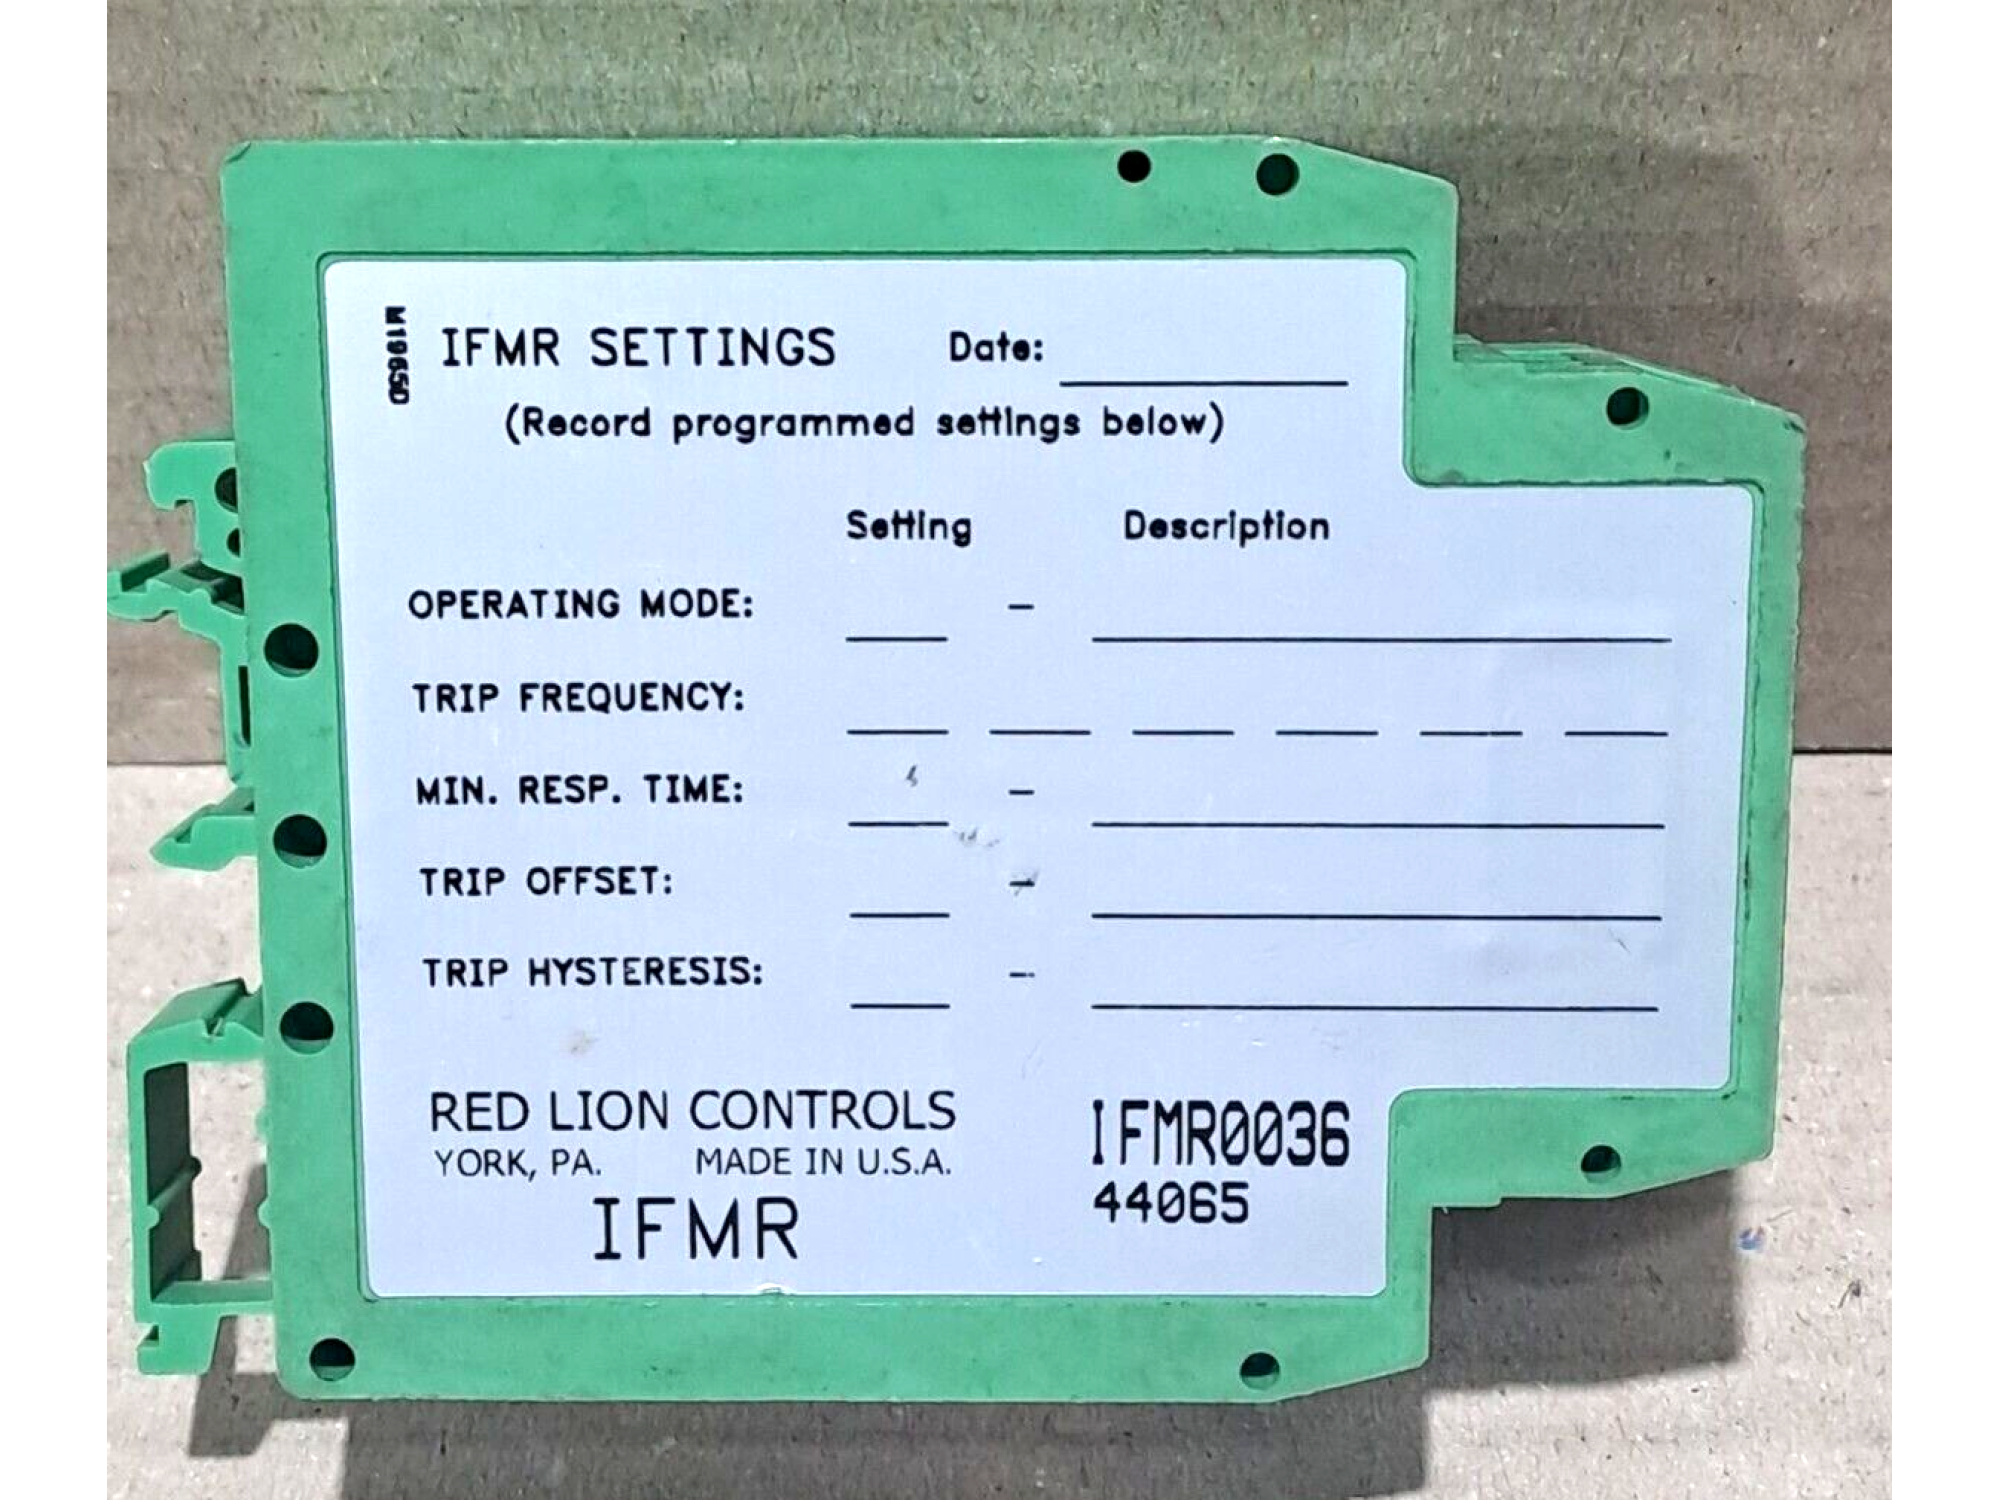 M1965D
IFMR SETTINGS Date:
(Record programmed settings below)
Setting Description
OPERATING MODE: -
TRIP FREQUENCY:
MIN. RESP. TIME: -
TRIP OFFSET: -
TRIP HYSTERESIS: -
RED LION CONTROLS
YORK, PA. MADE IN U.S.A.
IFMR
IFMR0036
44065